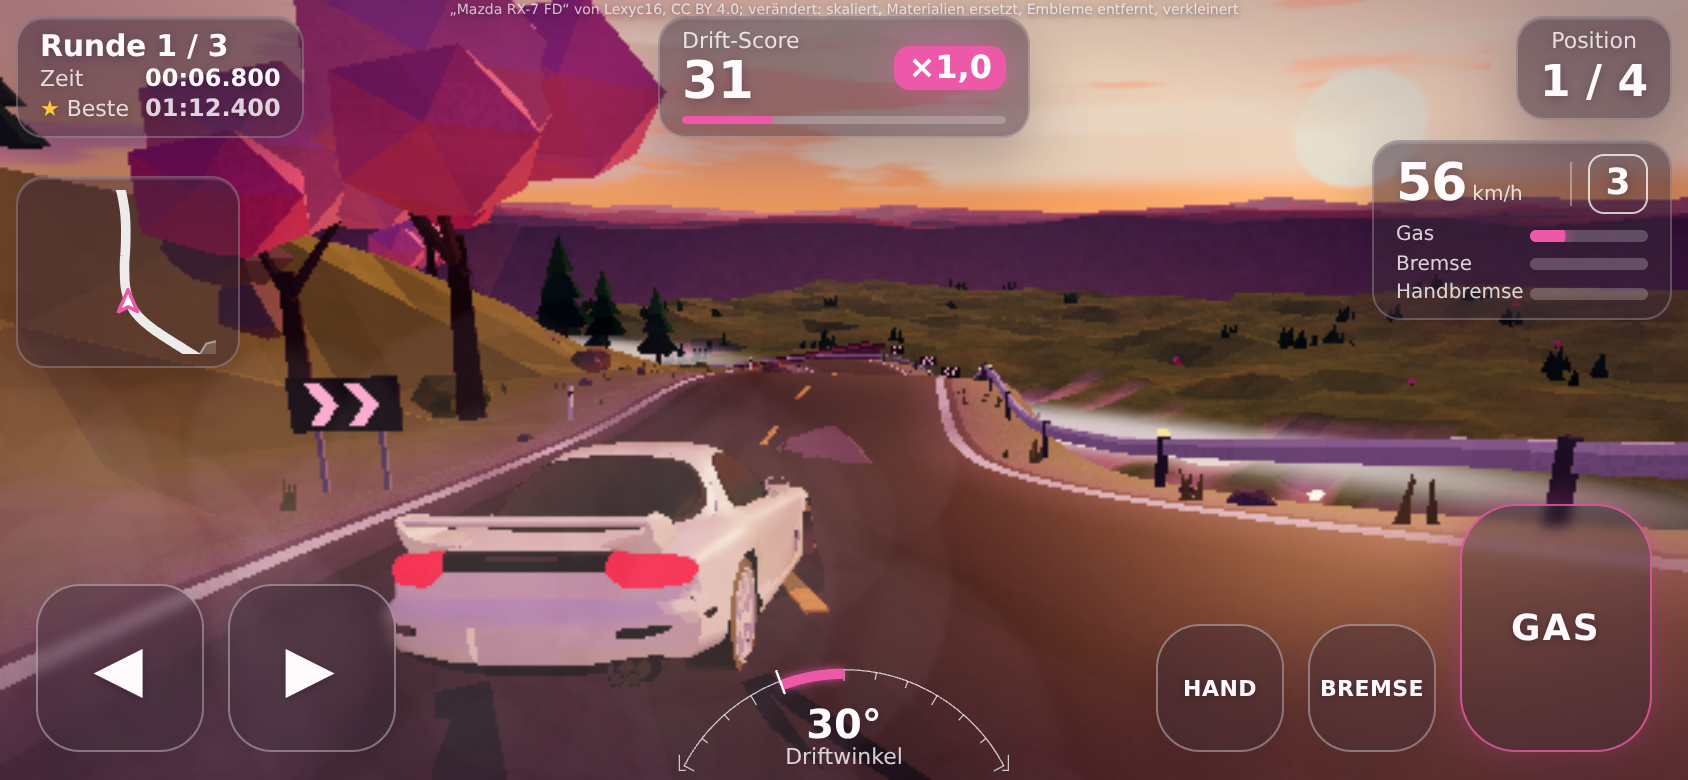 „Mazda RX-7 FD“ von Lexyc16, CC BY 4.0; verändert: skaliert, Materialien ersetzt, Embleme entfernt, verkleinert
Runde 1 / 3
Zeit 00:06.800
★ Beste 01:12.400
Drift-Score
31 ×1,0
Position
1 / 4
56 km/h 3
Gas
Bremse
Handbremse
30°
Driftwinkel
HAND
BREMSE
GAS